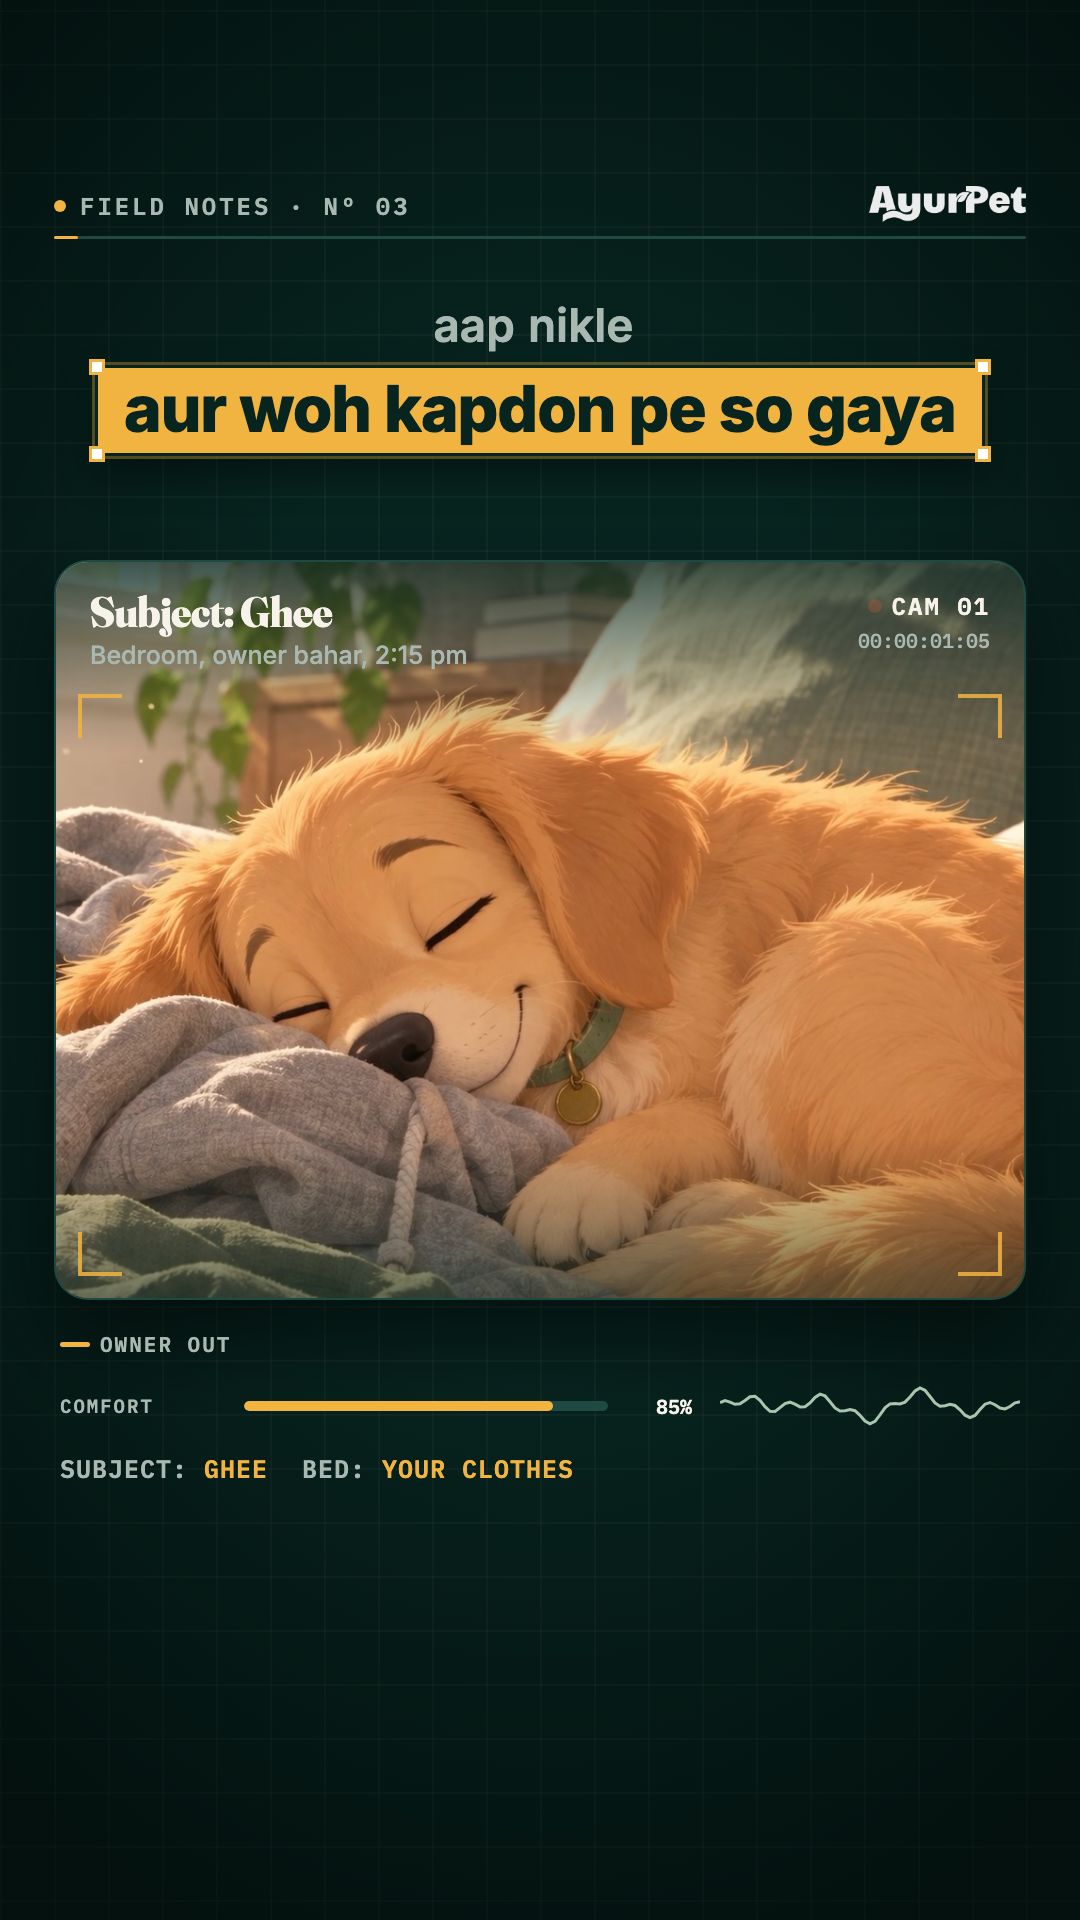 FIELD NOTES · Nº 03
AyurPet
aap nikle
aur woh kapdon pe so gaya
Subject: Ghee
Bedroom, owner bahar, 2:15 pm
CAM 01
00:00:01:05
OWNER OUT
COMFORT 85%
SUBJECT: GHEE BED: YOUR CLOTHES